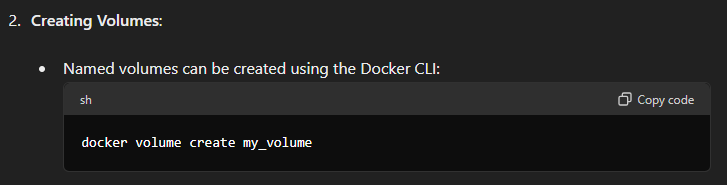 2. Creating Volumes:
• Named volumes can be created using the Docker CLI:
sh Copy code
docker volume create my_volume